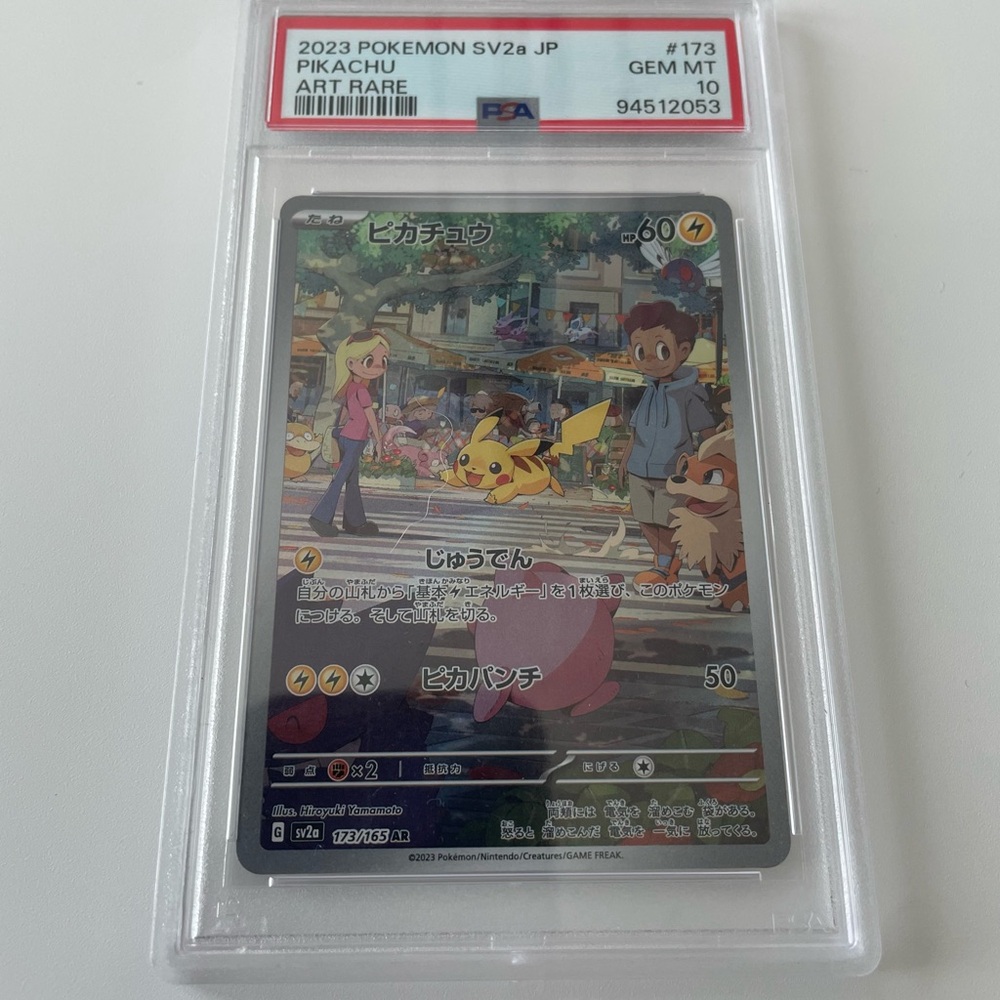 2023 POKEMON SV2a JP #173
PIKACHU GEM MT
ART RARE 10
PSA 94512053
たね ピカチュウ HP60
じゅうでん
自分の山札から「基本エネルギー」を1枚選び、このポケモン
につける。そして山札を切る。
ピカパンチ 50
弱点 ×2 抵抗力 にげる
Illus. Hiroyuki Yamamoto
両頬には 電気を 溜めこむ 袋がある。
G sv2a 173/165 AR
怒ると 溜めこんだ 電気を 一気に 放ってくる。
©2023 Pokémon/Nintendo/Creatures/GAME FREAK.